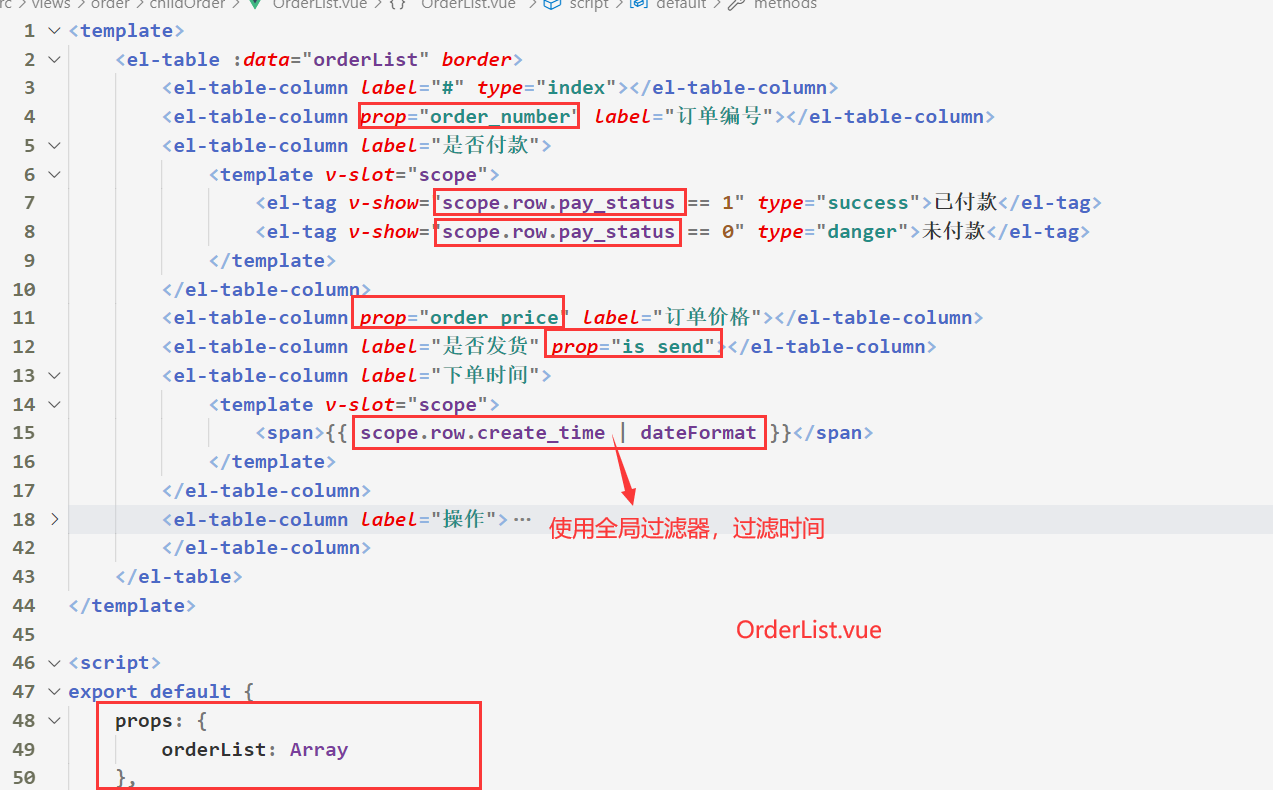 rc > views > order > childOrder > OrderList.vue > {} OrderList.vue > script > default > methods
1 <template>
2 <el-table :data="orderList" border>
3 <el-table-column label="#" type="index"></el-table-column>
4 <el-table-column prop="order_number" label="订单编号"></el-table-column>
5 <el-table-column label="是否付款">
6 <template v-slot="scope">
7 <el-tag v-show="scope.row.pay_status == 1" type="success">已付款</el-tag>
8 <el-tag v-show="scope.row.pay_status == 0" type="danger">未付款</el-tag>
9 </template>
10 </el-table-column>
11 <el-table-column prop="order_price" label="订单价格"></el-table-column>
12 <el-table-column label="是否发货" prop="is_send"></el-table-column>
13 <el-table-column label="下单时间">
14 <template v-slot="scope">
15 <span>{{ scope.row.create_time | dateFormat }}</span>
16 </template>
17 </el-table-column>
18 <el-table-column label="操作">…
使用全局过滤器，过滤时间
42 </el-table-column>
43 </el-table>
44 </template>
45
OrderList.vue
46 <script>
47 export default {
48 props: {
49 orderList: Array
50 },